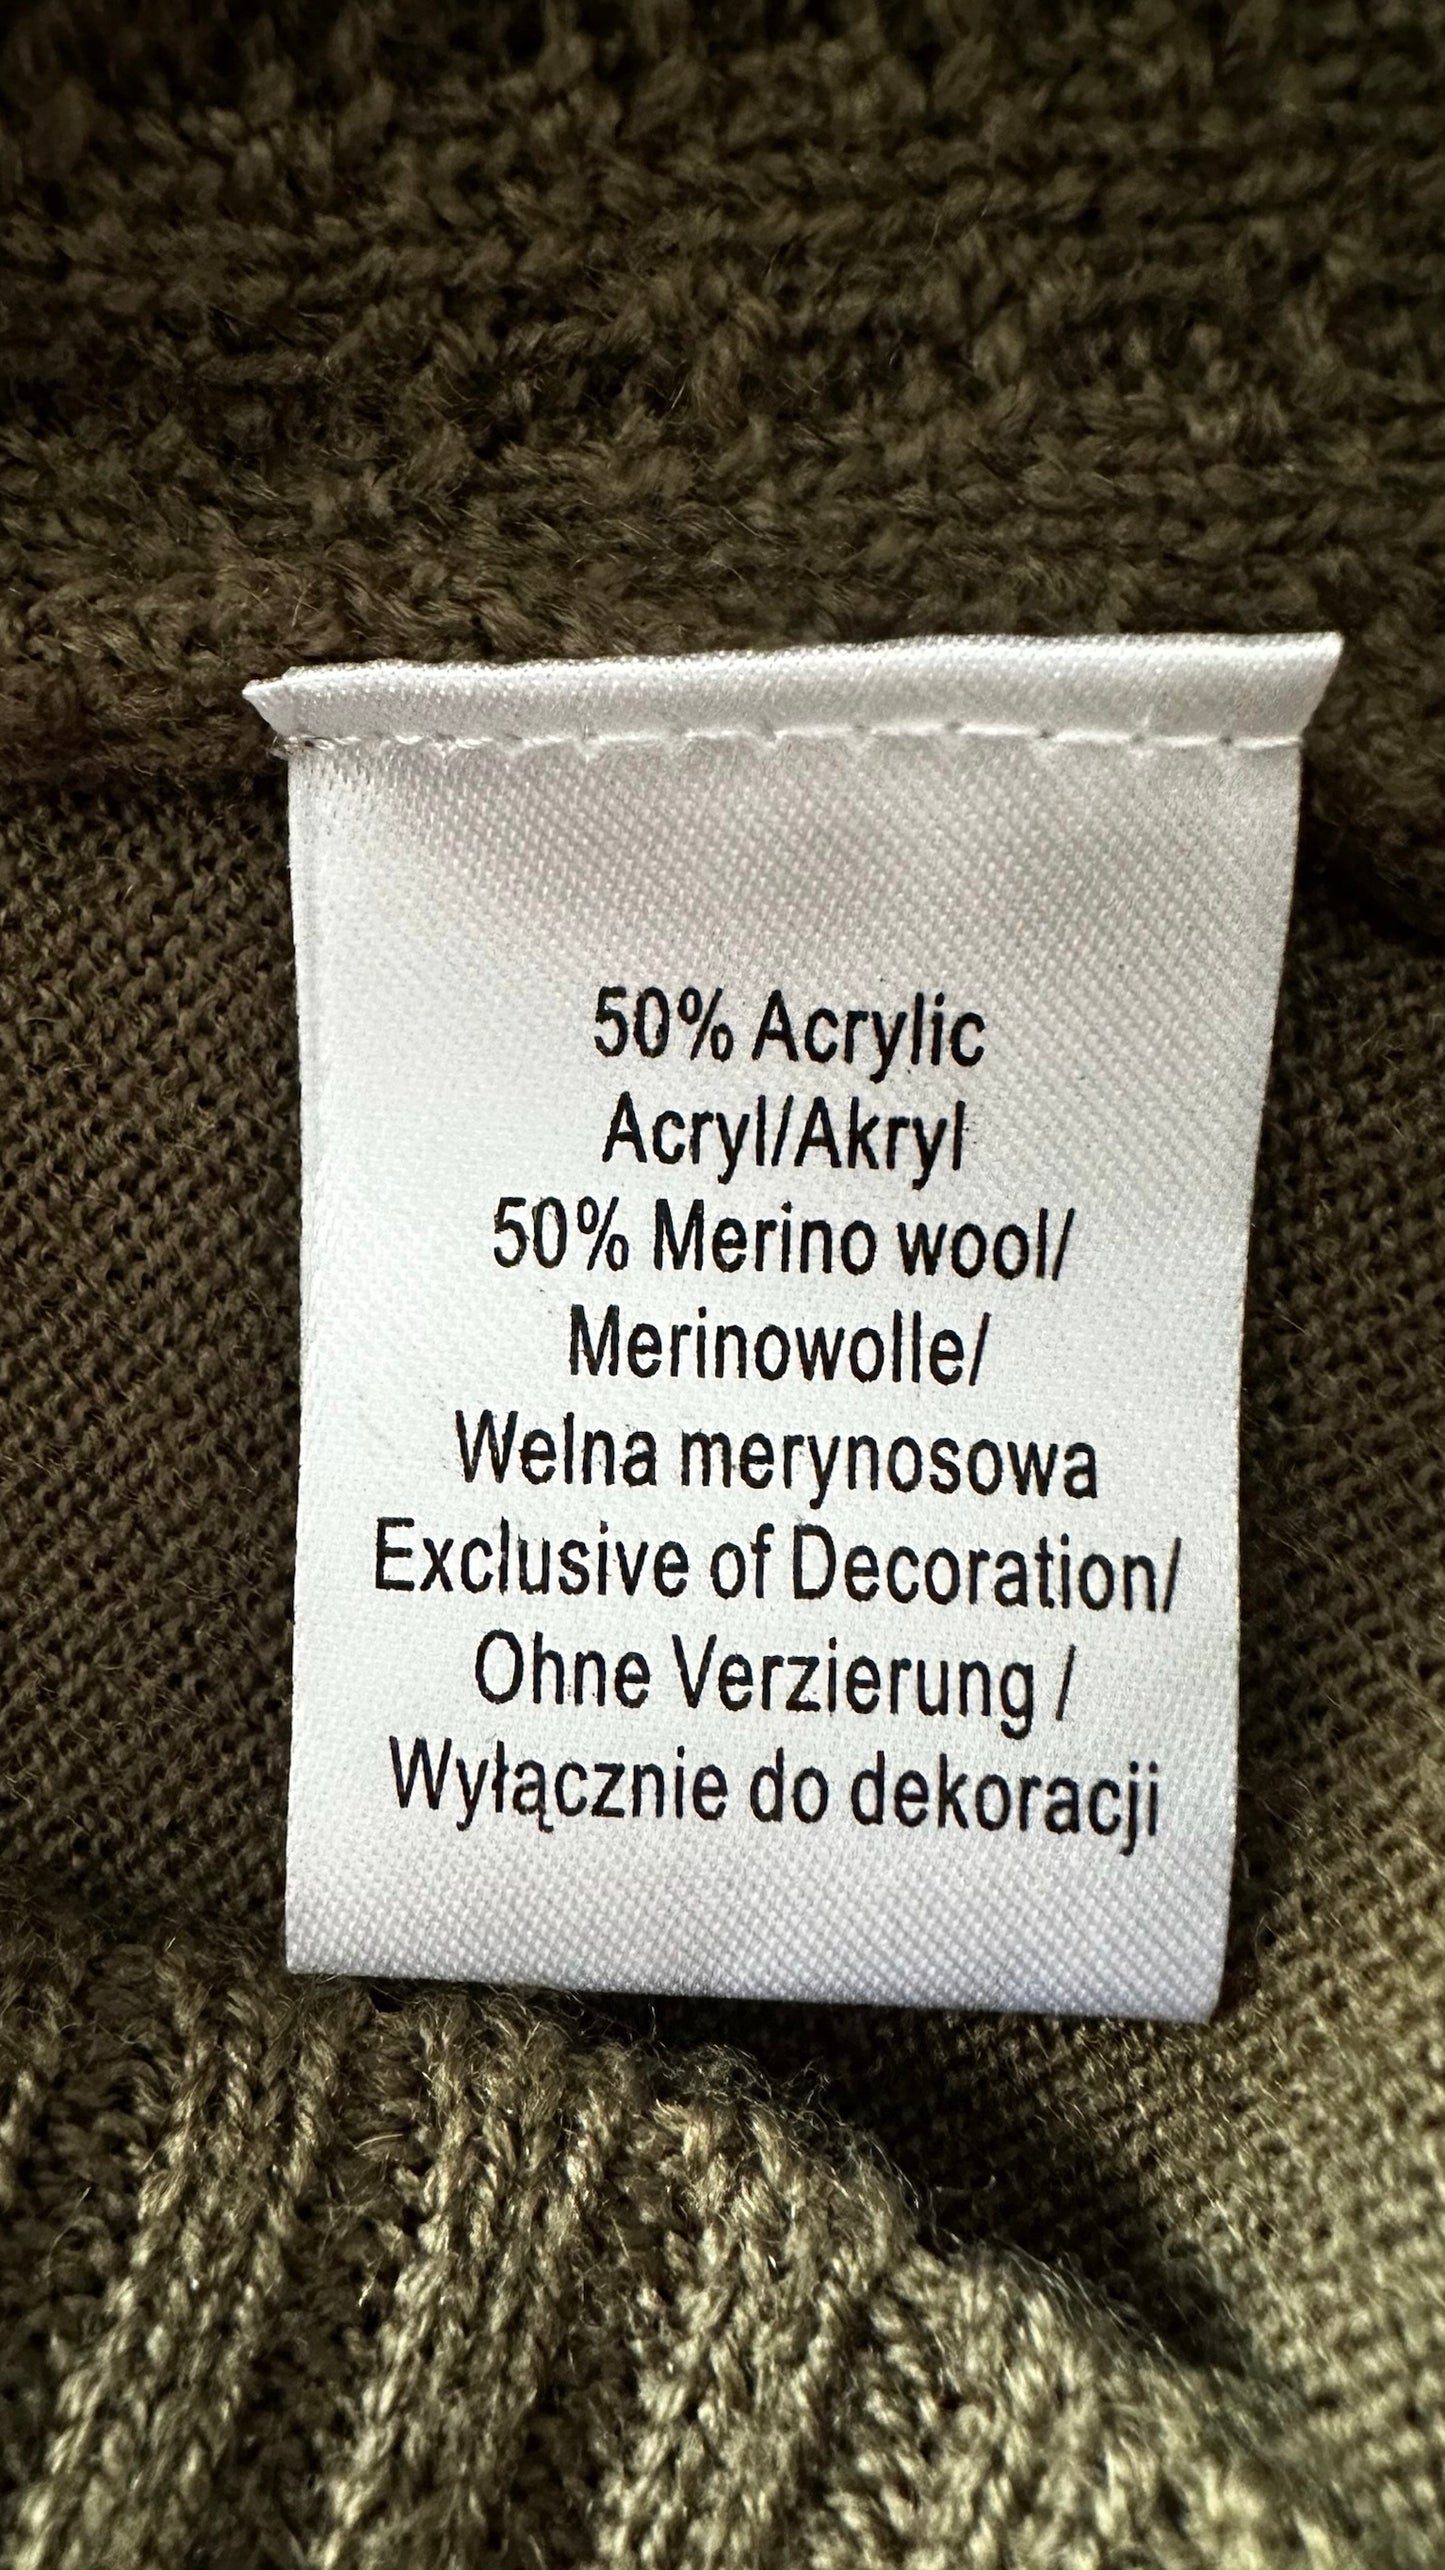 50% Acrylic
Acryl/Akryl
50% Merino wool/
Merinowolle/
Welna merynosowa
Exclusive of Decoration/
Ohne Verzierung /
Wyłącznie do dekoracji